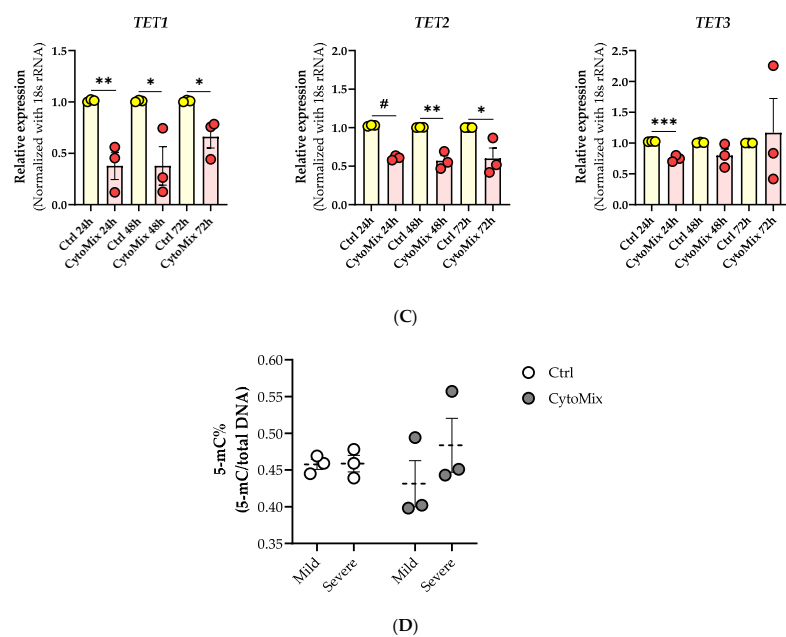 TET1
TET2
TET3
Relative expression
(Normalized with 18s rRNA)
1.5
1.0
0.5
0.0
**
*
*
Ctrl 24h
CytoMix 24h
Ctrl 48h
CytoMix 48h
Ctrl 72h
CytoMix 72h
Relative expression
(Normalized with 18s rRNA)
2.0
1.5
1.0
0.5
0.0
#
**
*
Ctrl 24h
CytoMix 24h
Ctrl 48h
CytoMix 48h
Ctrl 72h
CytoMix 72h
Relative expression
(Normalized with 18s rRNA)
2.5
2.0
1.5
1.0
0.5
0.0
***
Ctrl 24h
CytoMix 24h
Ctrl 48h
CytoMix 48h
Ctrl 72h
CytoMix 72h
(C)
5-mC%
(5-mC/total DNA)
0.60
0.55
0.50
0.45
0.40
0.35
Mild
Severe
Mild
Severe
Ctrl
CytoMix
(D)